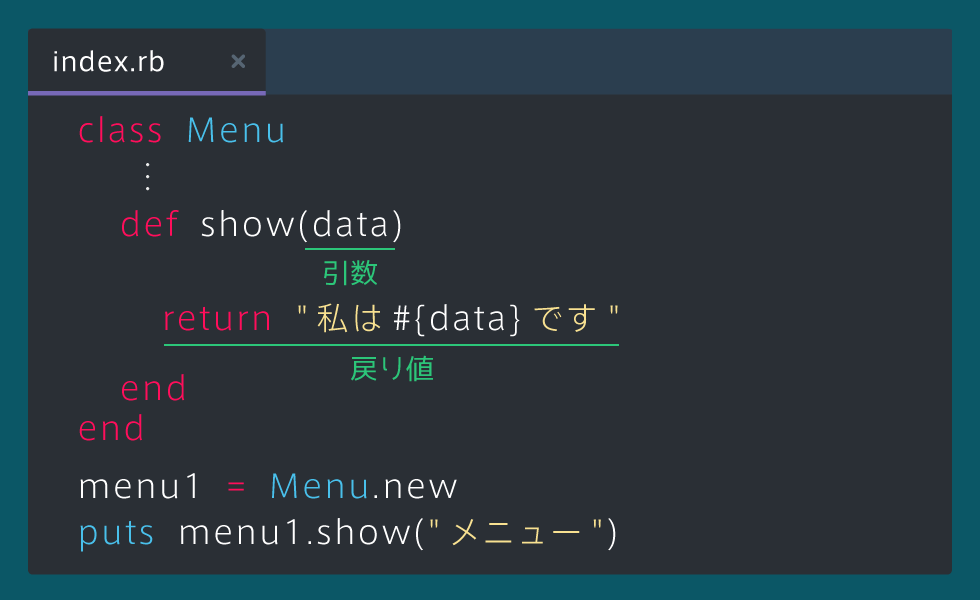 index.rb ×
class Menu
⋮
def show(data)
引数
return "私は#{data}です"
戻り値
end
end
menu1 = Menu.new
puts menu1.show("メニュー")